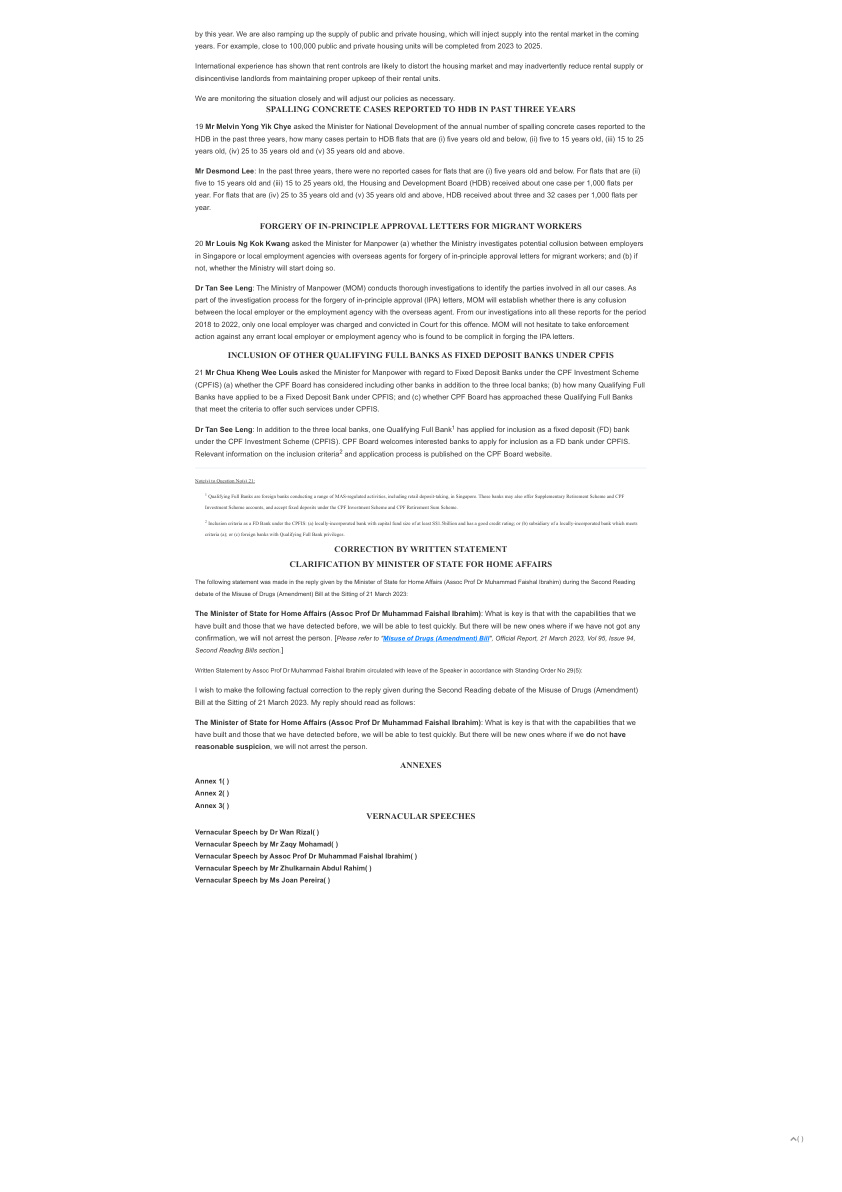 by this year. We are also ramping up the supply of public and private housing, which will inject supply into the rental market in the coming
years. For example, close to 100,000 public and private housing units will be completed from 2023 to 2025.
International experience has shown that rent controls are likely to distort the housing market and may inadvertently reduce rental supply or
disincentivise landlords from maintaining proper upkeep of their rental units.
We are monitoring the situation closely and will adjust our policies as necessary.
SPALLING CONCRETE CASES REPORTED TO HDB IN PAST THREE YEARS
19 Mr Melvin Yong Yik Chye asked the Minister for National Development of the annual number of spalling concrete cases reported to the
HDB in the past three years, how many cases pertain to HDB flats that are (i) five years old and below, (ii) five to 15 years old, (iii) 15 to 25
years old, (iv) 25 to 35 years old and (v) 35 years old and above.
Mr Desmond Lee: In the past three years, there were no reported cases for flats that are (i) five years old and below. For flats that are (ii)
five to 15 years old and (iii) 15 to 25 years old, the Housing and Development Board (HDB) received about one case per 1,000 flats per
year. For flats that are (iv) 25 to 35 years old and (v) 35 years old and above, HDB received about three and 32 cases per 1,000 flats per
year.
FORGERY OF IN-PRINCIPLE APPROVAL LETTERS FOR MIGRANT WORKERS
20 Mr Louis Ng Kok Kwang asked the Minister for Manpower (a) whether the Ministry investigates potential collusion between employers
in Singapore or local employment agencies with overseas agents for forgery of in-principle approval letters for migrant workers; and (b) if
not, whether the Ministry will start doing so.
Dr Tan See Leng: The Ministry of Manpower (MOM) conducts thorough investigations to identify the parties involved in all our cases. As
part of the investigation process for the forgery of in-principle approval (IPA) letters, MOM will establish whether there is any collusion
between the local employer or the employment agency with the overseas agent. From our investigations into all these reports for the period
2018 to 2022, only one local employer was charged and convicted in Court for this offence. MOM will not hesitate to take enforcement
action against any errant local employer or employment agency who is found to be complicit in forging the IPA letters.
INCLUSION OF OTHER QUALIFYING FULL BANKS AS FIXED DEPOSIT BANKS UNDER CPFIS
21 Mr Chua Kheng Wee Louis asked the Minister for Manpower with regard to Fixed Deposit Banks under the CPF Investment Scheme
(CPFIS) (a) whether the CPF Board has considered including other banks in addition to the three local banks; (b) how many Qualifying Full
Banks have applied to be a Fixed Deposit Bank under CPFIS; and (c) whether CPF Board has approached these Qualifying Full Banks
that meet the criteria to offer such services under CPFIS.
Dr Tan See Leng: In addition to the three local banks, one Qualifying Full Bank1 has applied for inclusion as a fixed deposit (FD) bank
under the CPF Investment Scheme (CPFIS). CPF Board welcomes interested banks to apply for inclusion as a FD bank under CPFIS.
Relevant information on the inclusion criteria2 and application process is published on the CPF Board website.
Note(s) to Question No(s) 21:
1 Qualifying Full Banks are foreign banks conducting a range of MAS-regulated activities, including retail deposit-taking, in Singapore. These banks may also offer Supplementary Retirement Scheme and CPF
Investment Scheme accounts, and accept fixed deposits under the CPF Investment Scheme and CPF Retirement Sum Scheme.
2 Inclusion criteria as a FD Bank under the CPFIS: (a) locally-incorporated bank with capital fund size of at least S$1.5billion and has a good credit rating; or (b) subsidiary of a locally-incorporated bank which meets
criteria (a); or (c) foreign banks with Qualifying Full Bank privileges.
CORRECTION BY WRITTEN STATEMENT
CLARIFICATION BY MINISTER OF STATE FOR HOME AFFAIRS
The following statement was made in the reply given by the Minister of State for Home Affairs (Assoc Prof Dr Muhammad Faishal Ibrahim) during the Second Reading
debate of the Misuse of Drugs (Amendment) Bill at the Sitting of 21 March 2023:
The Minister of State for Home Affairs (Assoc Prof Dr Muhammad Faishal Ibrahim): What is key is that with the capabilities that we
have built and those that we have detected before, we will be able to test quickly. But there will be new ones where if we have not got any
confirmation, we will not arrest the person. [Please refer to "Misuse of Drugs (Amendment) Bill", Official Report, 21 March 2023, Vol 95, Issue 94,
Second Reading Bills section.]
Written Statement by Assoc Prof Dr Muhammad Faishal Ibrahim circulated with leave of the Speaker in accordance with Standing Order No 29(5):
I wish to make the following factual correction to the reply given during the Second Reading debate of the Misuse of Drugs (Amendment)
Bill at the Sitting of 21 March 2023. My reply should read as follows:
The Minister of State for Home Affairs (Assoc Prof Dr Muhammad Faishal Ibrahim): What is key is that with the capabilities that we
have built and those that we have detected before, we will be able to test quickly. But there will be new ones where if we do not have
reasonable suspicion, we will not arrest the person.
ANNEXES
Annex 1( )
Annex 2( )
Annex 3( )
VERNACULAR SPEECHES
Vernacular Speech by Dr Wan Rizal( )
Vernacular Speech by Mr Zaqy Mohamad( )
Vernacular Speech by Assoc Prof Dr Muhammad Faishal Ibrahim( )
Vernacular Speech by Mr Zhulkarnain Abdul Rahim( )
Vernacular Speech by Ms Joan Pereira( )
( )